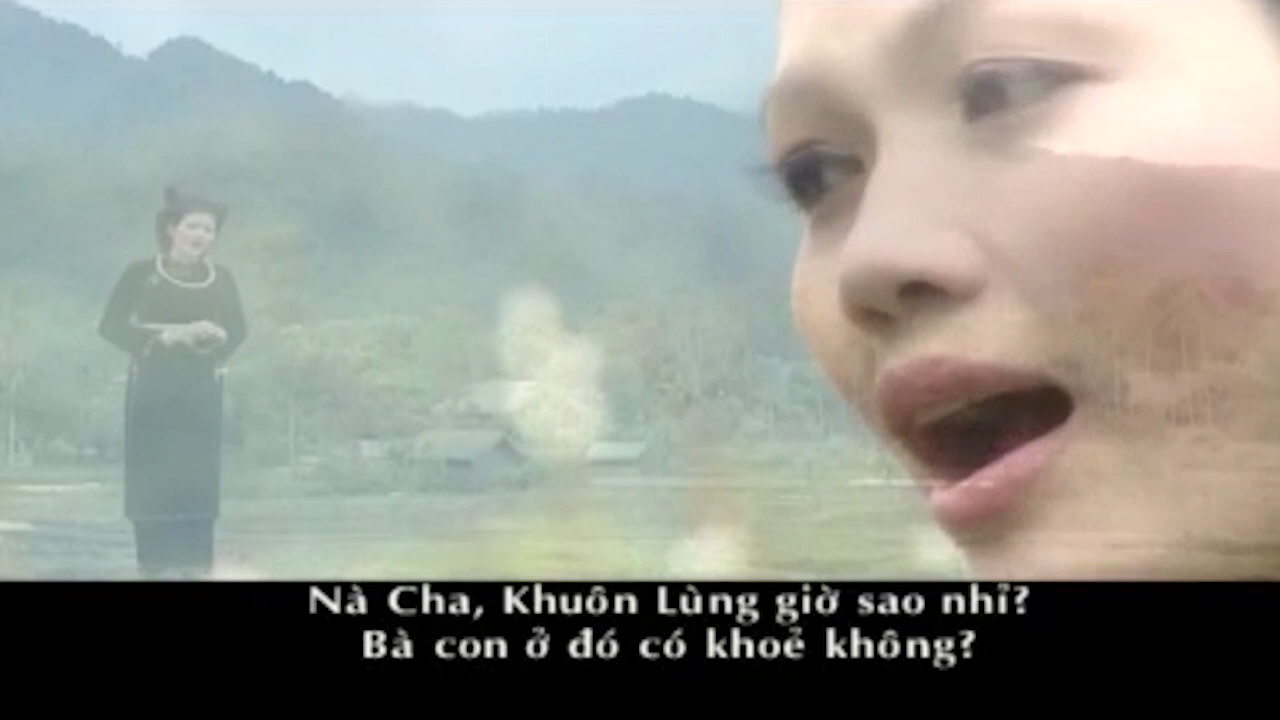 Nà Cha, Khuôn Lùng giờ sao nhỉ?
Bà con ở đó có khoẻ không?